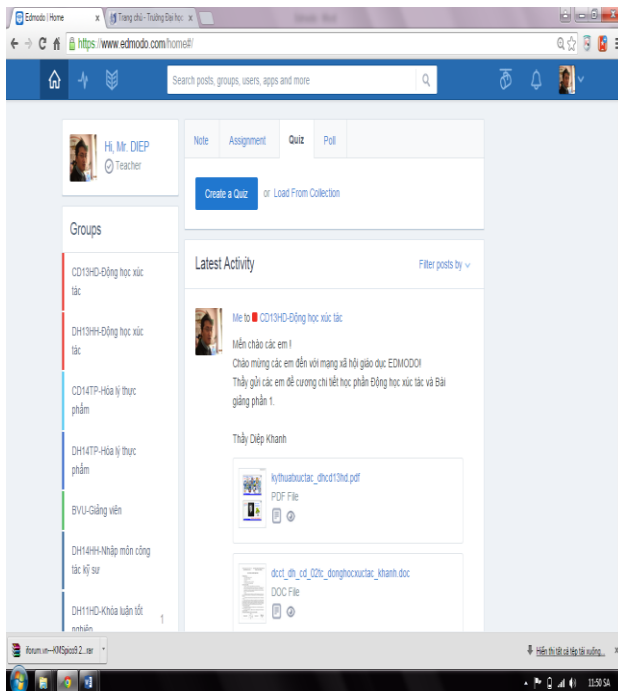 Edmodo | Home
Trang chủ - Trường Đại học
https://www.edmodo.com/home#/
Search posts, groups, users, apps and more
Hi, Mr. DIEP
Teacher
Note Assignment Quiz Poll
Create a Quiz or Load From Collection
Groups
CD13HD-Động học xúc
tác
DH13HH-Động học xúc
tác
CD14TP-Hóa lý thực
phẩm
DH14TP-Hóa lý thực
phẩm
BVU-Giảng viên
DH14HH-Nhập môn công
tác kỹ sư
DH11HD-Khóa luận tốt
nghiệp
1
Latest Activity Filter posts by
Me to CD13HD-Động học xúc tác
Mến chào các em !
Chào mừng các em đến với mạng xã hội giáo dục EDMODO!
Thầy gửi các em đề cương chi tiết học phần Động học xúc tác và Bài
giảng phần 1.
Thầy Diệp Khanh
kythuatxuctac_dhcd13hd.pdf
PDF File
dcct_dh_cd_02tc_donghocxuctac_khanh.doc
DOC File
Hiển thị tất cả tệp tải xuống...
11:50 SA